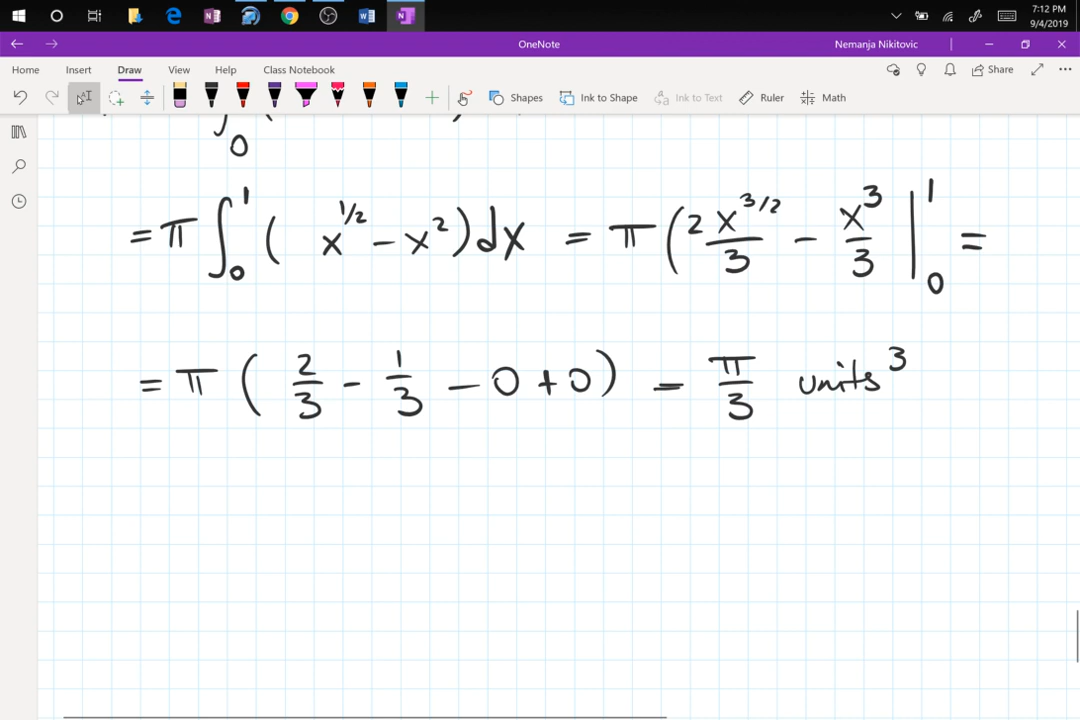 7:12 PM
9/4/2019
OneNote
Nemanja Nikitovic
Home Insert Draw View Help Class Notebook Share
Shapes Ink to Shape Ink to Text Ruler Math
∫0 (
= π ∫₀¹ ( x^{1/2} − x²) dx = π ( 2x^{3/2}/3 − x³/3 |₀¹ =
= π ( 2/3 − 1/3 − 0 + 0 ) = π/3 units³